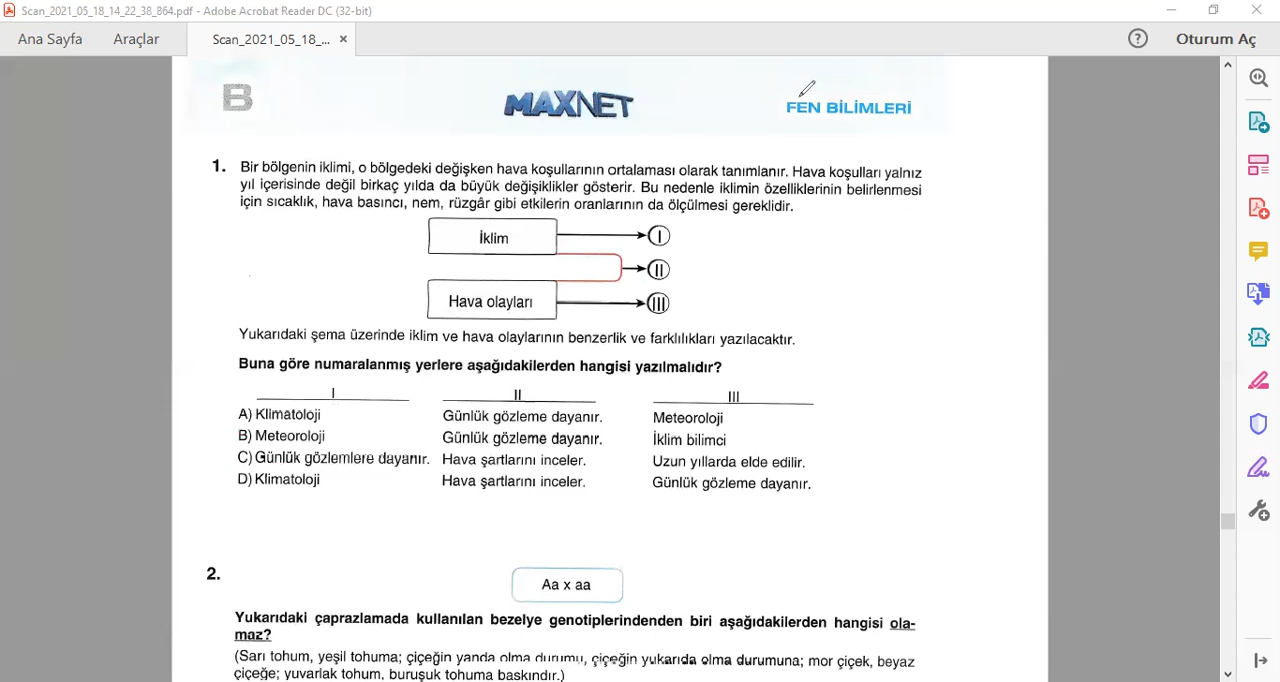 Scan_2021_05_18_14_22_38_864.pdf - Adobe Acrobat Reader DC (32-bit)
Ana Sayfa Araçlar Scan_2021_05_18_... × ? Oturum Aç
B MAXNET FEN BİLİMLERİ
1. Bir bölgenin iklimi, o bölgedeki değişken hava koşullarının ortalaması olarak tanımlanır. Hava koşulları yalnız
yıl içerisinde değil birkaç yılda da büyük değişiklikler gösterir. Bu nedenle iklimin özelliklerinin belirlenmesi
için sıcaklık, hava basıncı, nem, rüzgâr gibi etkilerin oranlarının da ölçülmesi gereklidir.
İklim I
II
Hava olayları III
Yukarıdaki şema üzerinde iklim ve hava olaylarının benzerlik ve farklılıkları yazılacaktır.
Buna göre numaralanmış yerlere aşağıdakilerden hangisi yazılmalıdır?
I II III
A) Klimatoloji Günlük gözleme dayanır. Meteoroloji
B) Meteoroloji Günlük gözleme dayanır. İklim bilimci
C) Günlük gözlemlere dayanır. Hava şartlarını inceler. Uzun yıllarda elde edilir.
D) Klimatoloji Hava şartlarını inceler. Günlük gözleme dayanır.
2.
Aa x aa
Yukarıdaki çaprazlamada kullanılan bezelye genotiplerindenden biri aşağıdakilerden hangisi ola-
maz?
(Sarı tohum, yeşil tohuma; çiçeğin yanda olma durumu, çiçeğin yukarıda olma durumuna; mor çiçek, beyaz
çiçeğe; yuvarlak tohum, buruşuk tohuma baskındır.)